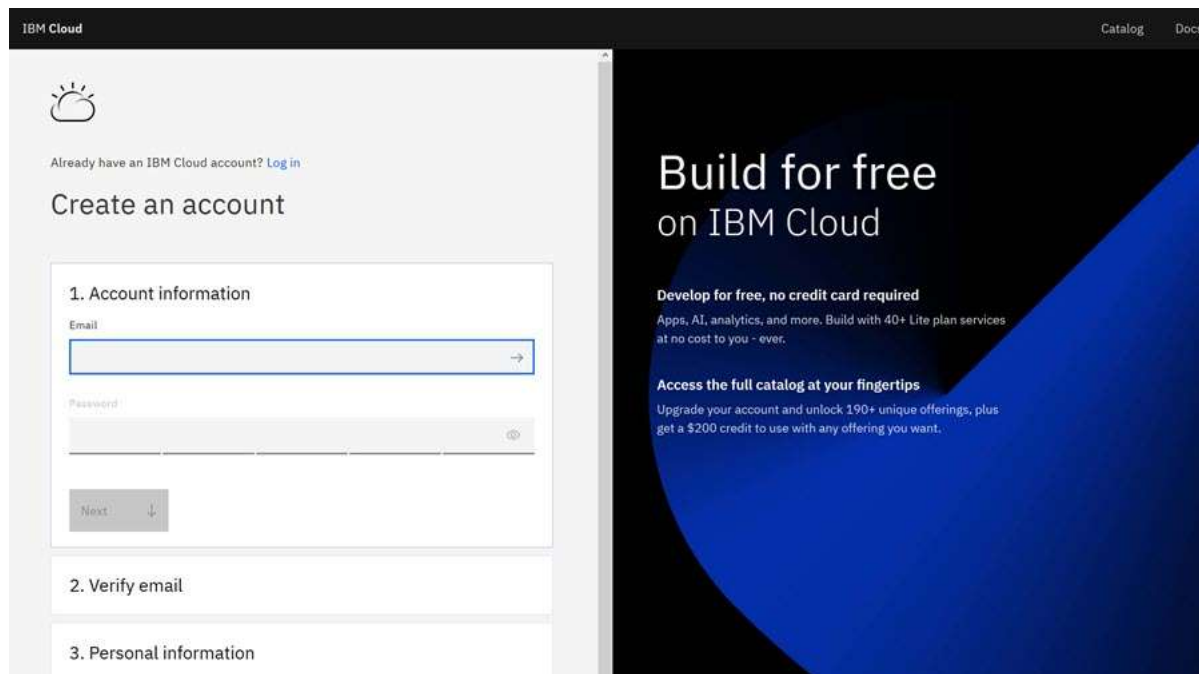 IBM Cloud
Catalog
Docs
Already have an IBM Cloud account? Log in
Create an account
1. Account information
Email
Password
Next
2. Verify email
3. Personal information
Build for free
on IBM Cloud
Develop for free, no credit card required
Apps, AI, analytics, and more. Build with 40+ Lite plan services
at no cost to you - ever.
Access the full catalog at your fingertips
Upgrade your account and unlock 190+ unique offerings, plus
get a $200 credit to use with any offering you want.